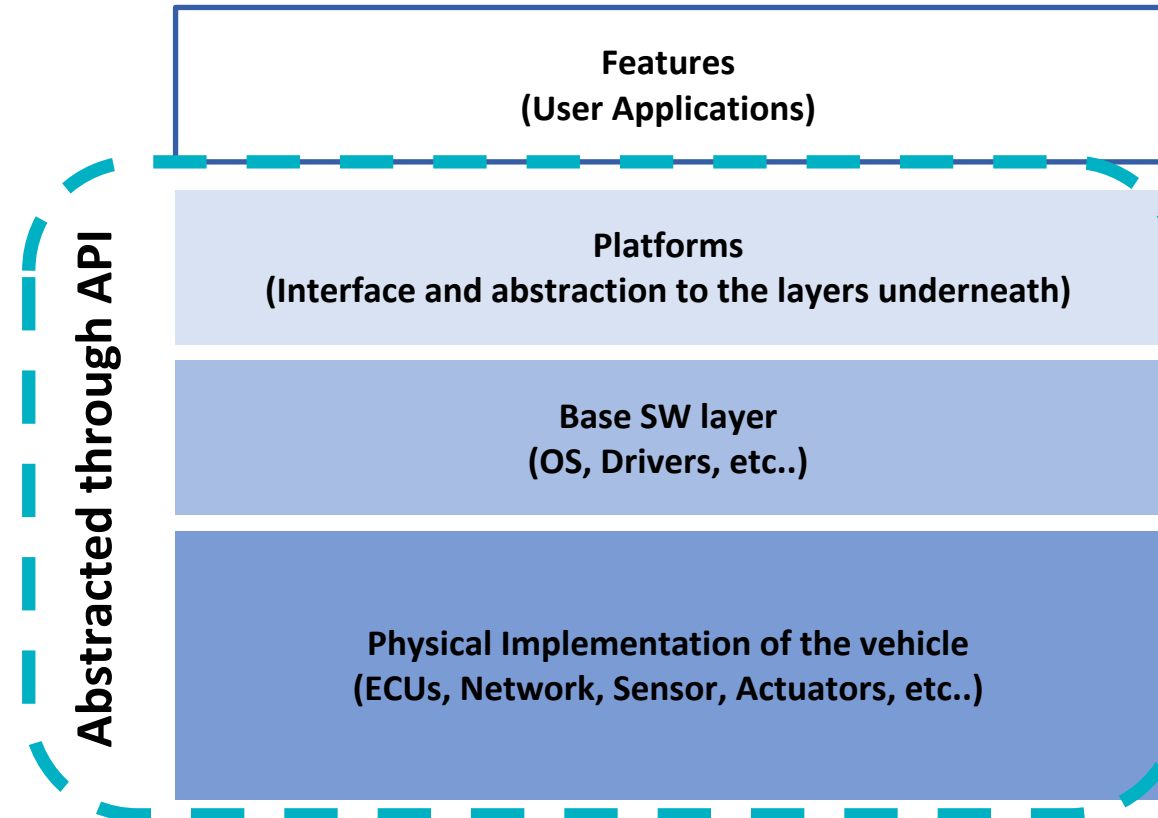 Features
(User Applications)
Abstracted through API
Platforms
(Interface and abstraction to the layers underneath)
Base SW layer
(OS, Drivers, etc..)
Physical Implementation of the vehicle
(ECUs, Network, Sensor, Actuators, etc..)